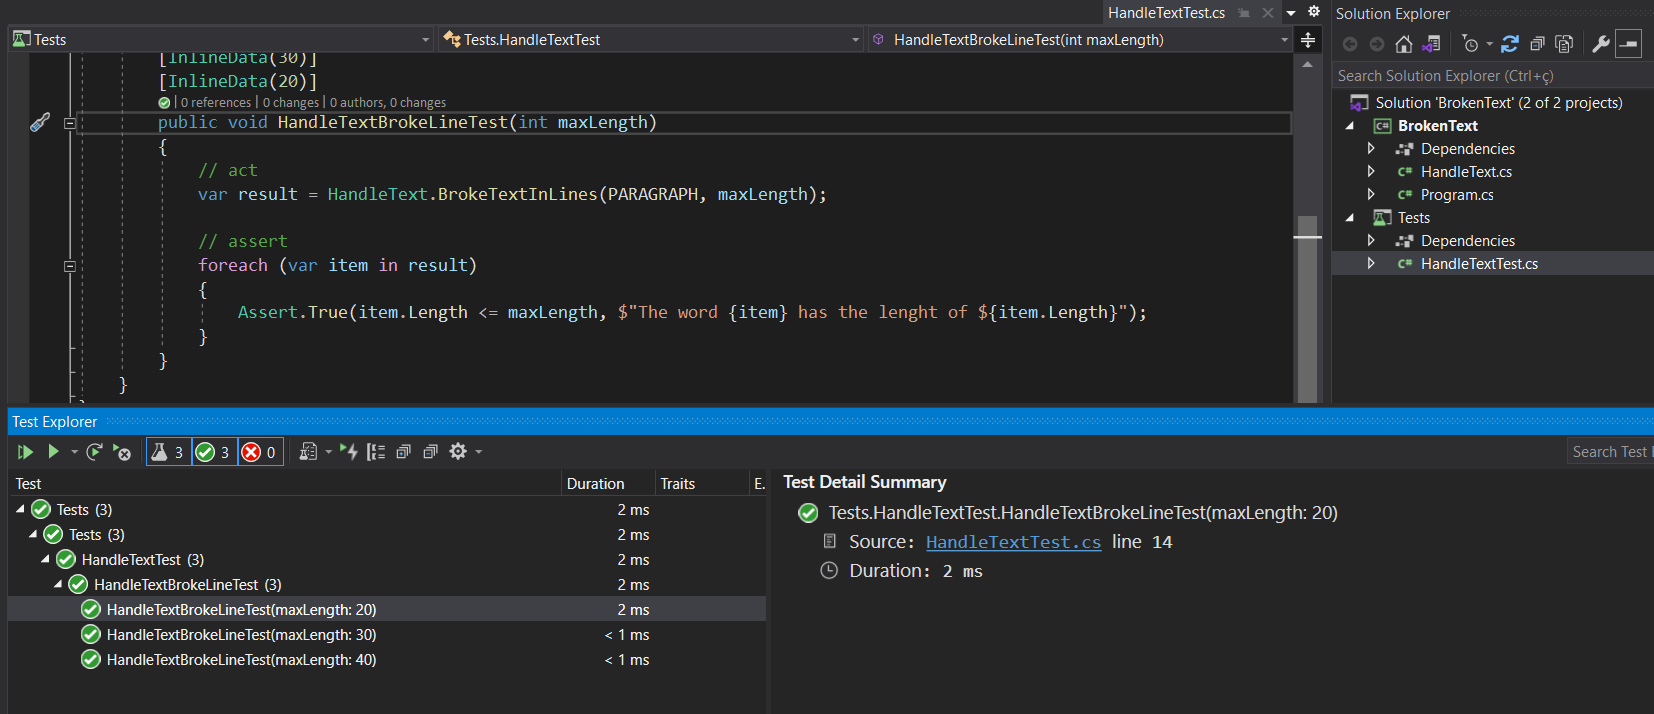 HandleTextTest.cs
Tests
Tests.HandleTextTest
HandleTextBrokeLineTest(int maxLength)
[InlineData(30)]
[InlineData(20)]
| 0 references | 0 changes | 0 authors, 0 changes
public void HandleTextBrokeLineTest(int maxLength)
{
// act
var result = HandleText.BrokeTextInLines(PARAGRAPH, maxLength);
// assert
foreach (var item in result)
{
Assert.True(item.Length <= maxLength, $"The word {item} has the lenght of ${item.Length}");
}
}
}
Solution Explorer
Search Solution Explorer (Ctrl+ç)
Solution 'BrokenText' (2 of 2 projects)
BrokenText
Dependencies
C# HandleText.cs
C# Program.cs
Tests
Dependencies
C# HandleTextTest.cs
Test Explorer
3 3 0
Search Test
Test Duration Traits E.
Tests (3) 2 ms
Tests (3) 2 ms
HandleTextTest (3) 2 ms
HandleTextBrokeLineTest (3) 2 ms
HandleTextBrokeLineTest(maxLength: 20) 2 ms
HandleTextBrokeLineTest(maxLength: 30) < 1 ms
HandleTextBrokeLineTest(maxLength: 40) < 1 ms
Test Detail Summary
Tests.HandleTextTest.HandleTextBrokeLineTest(maxLength: 20)
Source: HandleTextTest.cs line 14
Duration: 2 ms